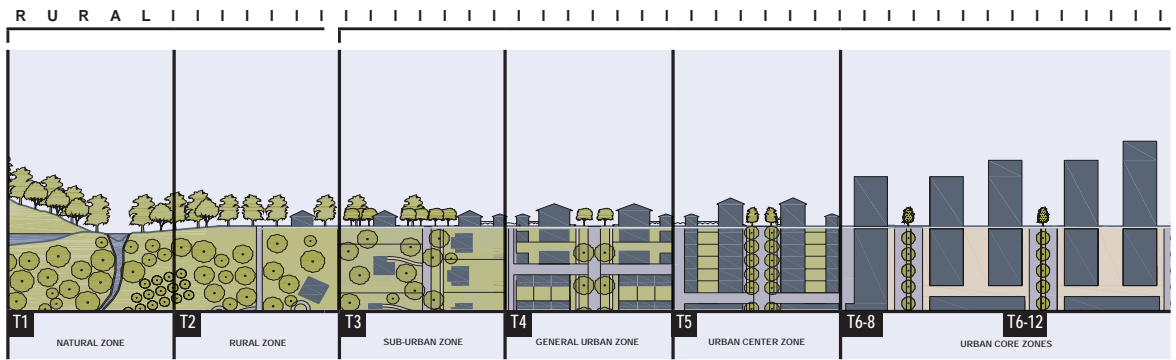 R U R A L I I I I I I I I I I I I I I I I I I I I I I I I I I I I I I I I I I I I I I I I I
T1
T2
T3
T4
T5
T6-8
T6-12
NATURAL ZONE
RURAL ZONE
SUB-URBAN ZONE
GENERAL URBAN ZONE
URBAN CENTER ZONE
URBAN CORE ZONES